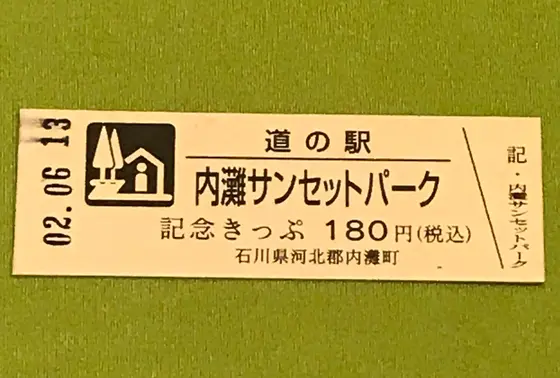 02.06 13
道の駅
内灘サンセットパーク
記念きっぷ 180円(税込)
石川県河北郡内灘町
記・内灘サンセットパーク